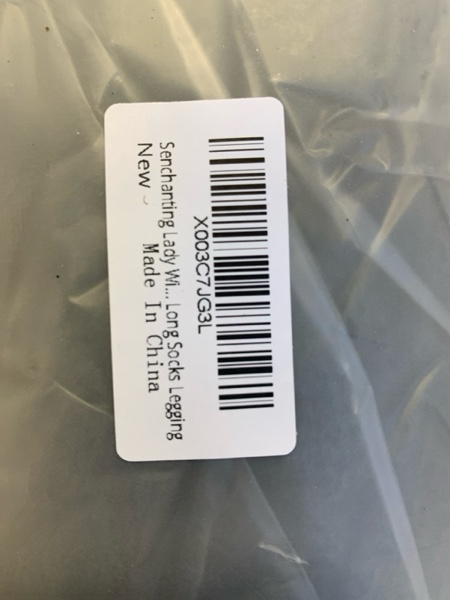 X003C7JG3L
Senchanting Lady Wi... Long Socks Legging
New
Made In China